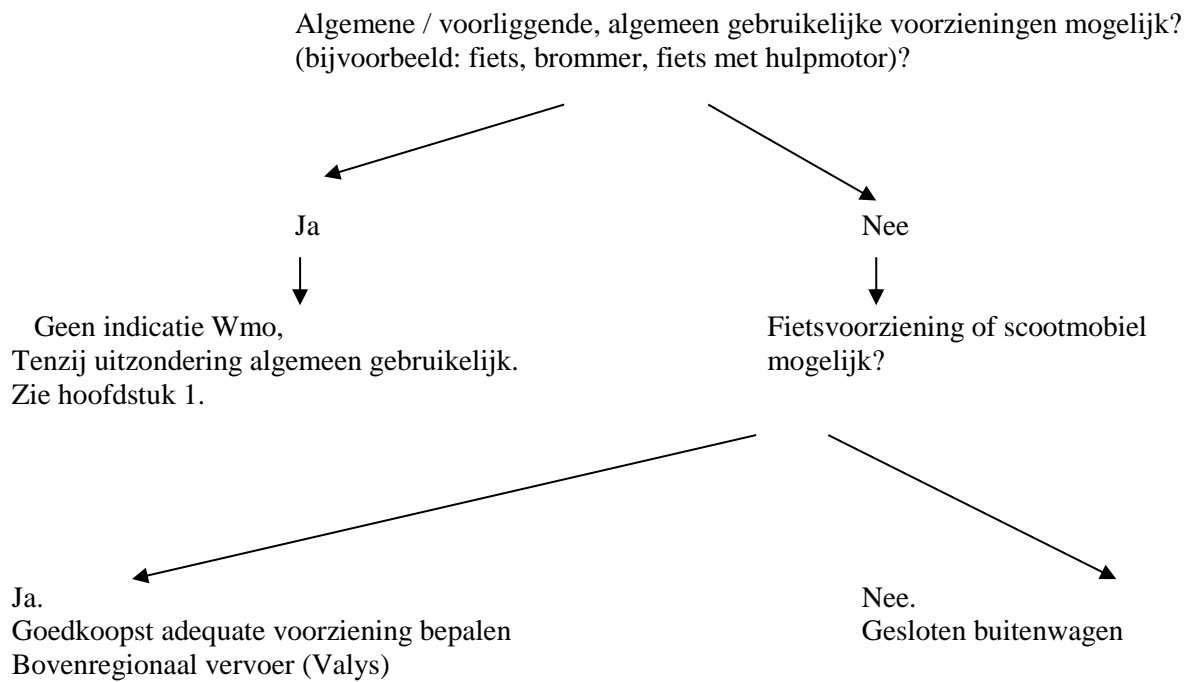 Algemene / voorliggende, algemeen gebruikelijke voorzieningen mogelijk?
(bijvoorbeeld: fiets, brommer, fiets met hulpmotor)?
Ja
Nee
Geen indicatie Wmo,
Tenzij uitzondering algemeen gebruikelijk.
Zie hoofdstuk 1.
Fietsvoorziening of scootmobiel
mogelijk?
Ja.
Goedkoopst adequate voorziening bepalen
Bovenregionaal vervoer (Valys)
Nee.
Gesloten buitenwagen